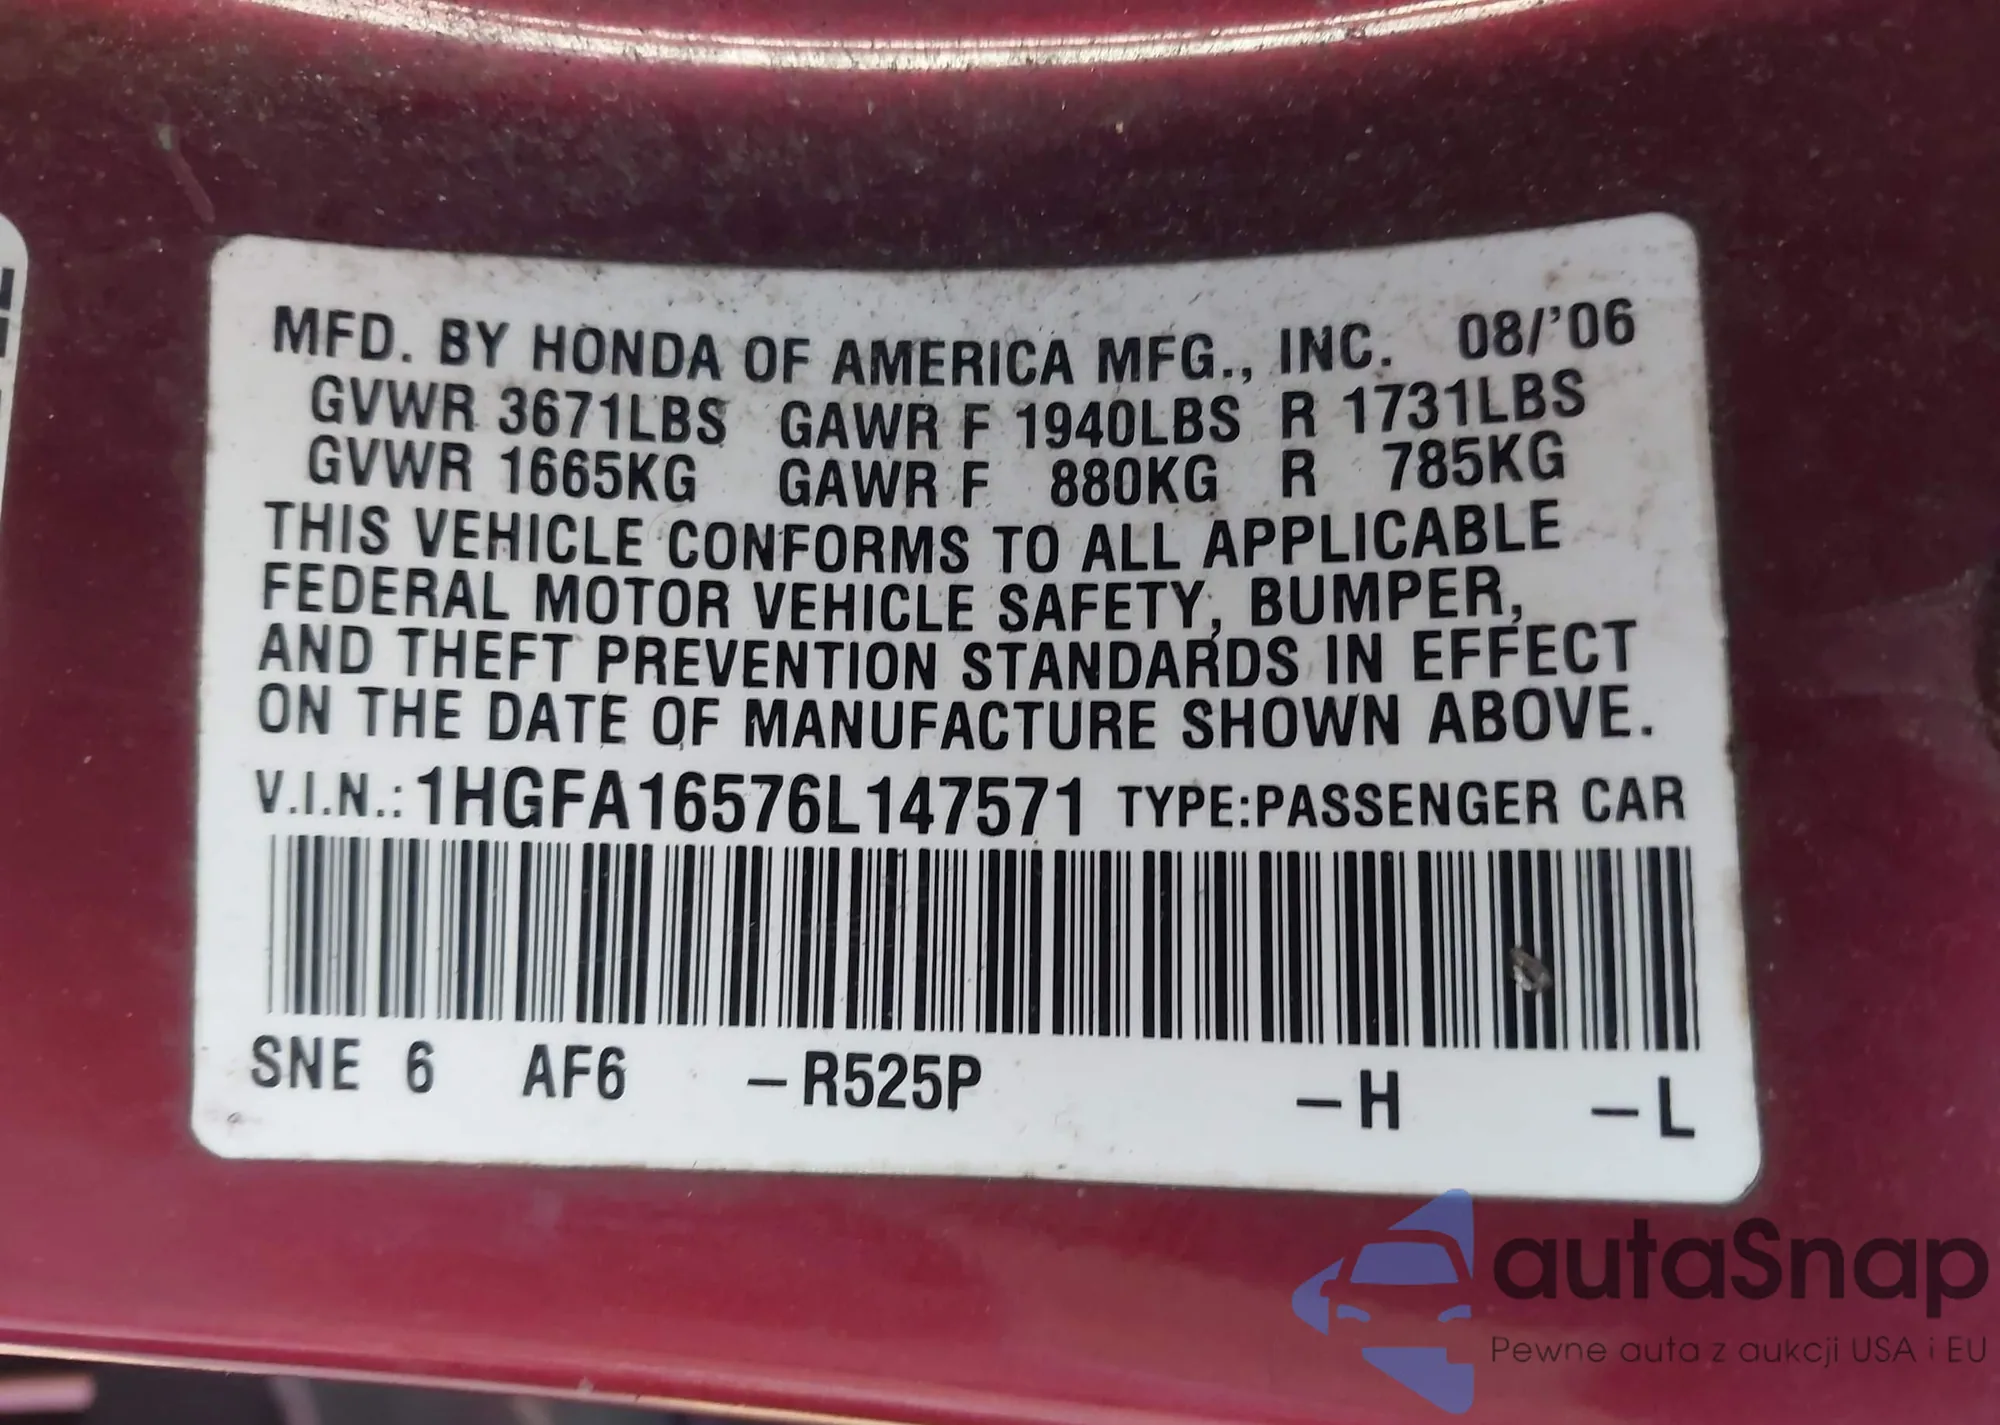 MFD. BY HONDA OF AMERICA MFG., INC. 08/'06
GVWR 3671LBS GAWR F 1940LBS R 1731LBS
GVWR 1665KG GAWR F 880KG R 785KG
THIS VEHICLE CONFORMS TO ALL APPLICABLE
FEDERAL MOTOR VEHICLE SAFETY, BUMPER,
AND THEFT PREVENTION STANDARDS IN EFFECT
ON THE DATE OF MANUFACTURE SHOWN ABOVE.
V.I.N.: 1HGFA16576L147571 TYPE:PASSENGER CAR
SNE 6 AF6 –R525P –H –L
autaSnap
Pewne auta z aukcji USA i EU